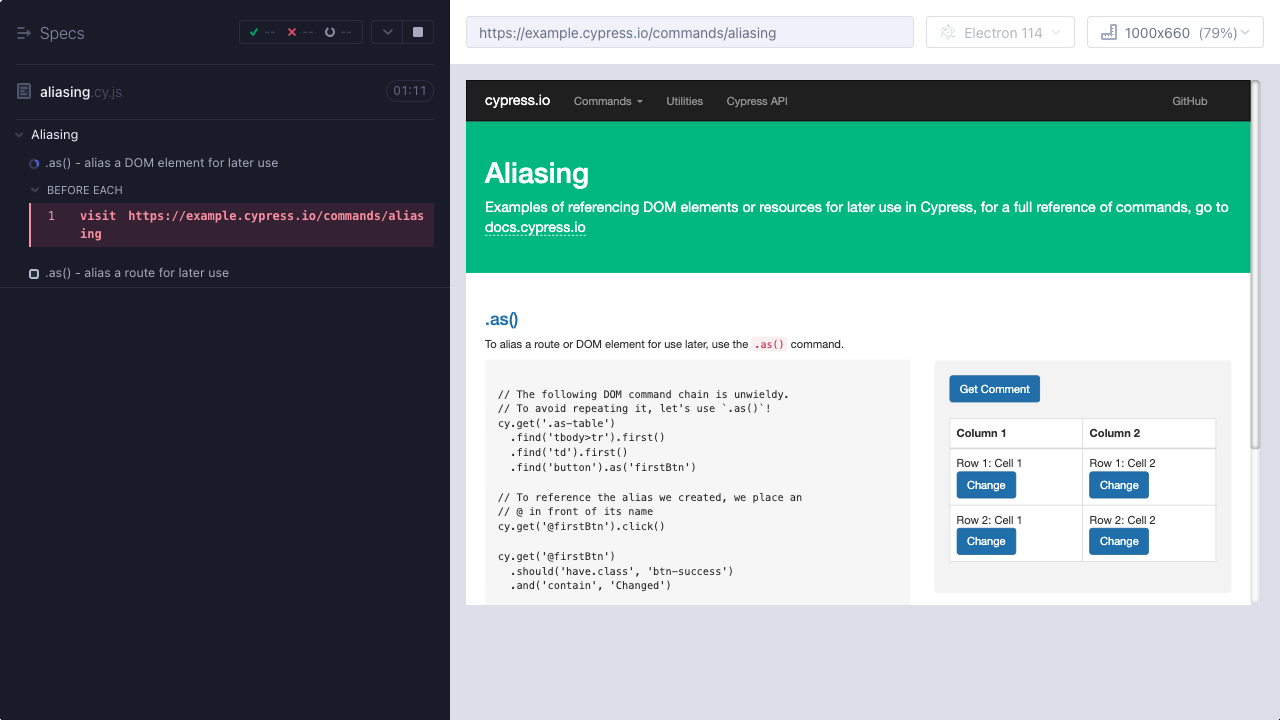 Specs
--
--
--
https://example.cypress.io/commands/aliasing
Electron 114
1000x660 (79%)
aliasing.cy.js
01:11
Aliasing
.as() - alias a DOM element for later use
BEFORE EACH
1 visit https://example.cypress.io/commands/alias
ing
.as() - alias a route for later use
cypress.io
Commands
Utilities
Cypress API
GitHub
Aliasing
Examples of referencing DOM elements or resources for later use in Cypress, for a full reference of commands, go to
docs.cypress.io
.as()
To alias a route or DOM element for use later, use the .as() command.
// The following DOM command chain is unwieldy.
// To avoid repeating it, let's use `.as()`!
cy.get('.as-table')
.find('tbody>tr').first()
.find('td').first()
.find('button').as('firstBtn')
// To reference the alias we created, we place an
// @ in front of its name
cy.get('@firstBtn').click()
cy.get('@firstBtn')
.should('have.class', 'btn-success')
.and('contain', 'Changed')
Get Comment
Column 1 Column 2
Row 1: Cell 1 Row 1: Cell 2
Change Change
Row 2: Cell 1 Row 2: Cell 2
Change Change